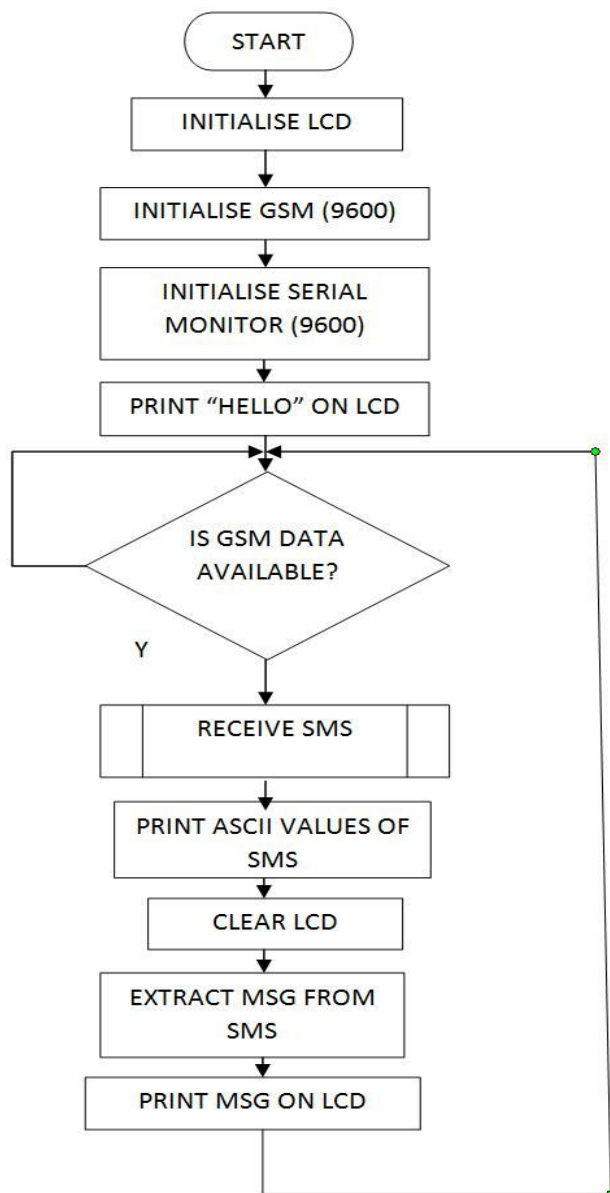 START
INITIALISE LCD
INITIALISE GSM (9600)
INITIALISE SERIAL
MONITOR (9600)
PRINT “HELLO” ON LCD
IS GSM DATA
AVAILABLE?
Y
RECEIVE SMS
PRINT ASCII VALUES OF
SMS
CLEAR LCD
EXTRACT MSG FROM
SMS
PRINT MSG ON LCD